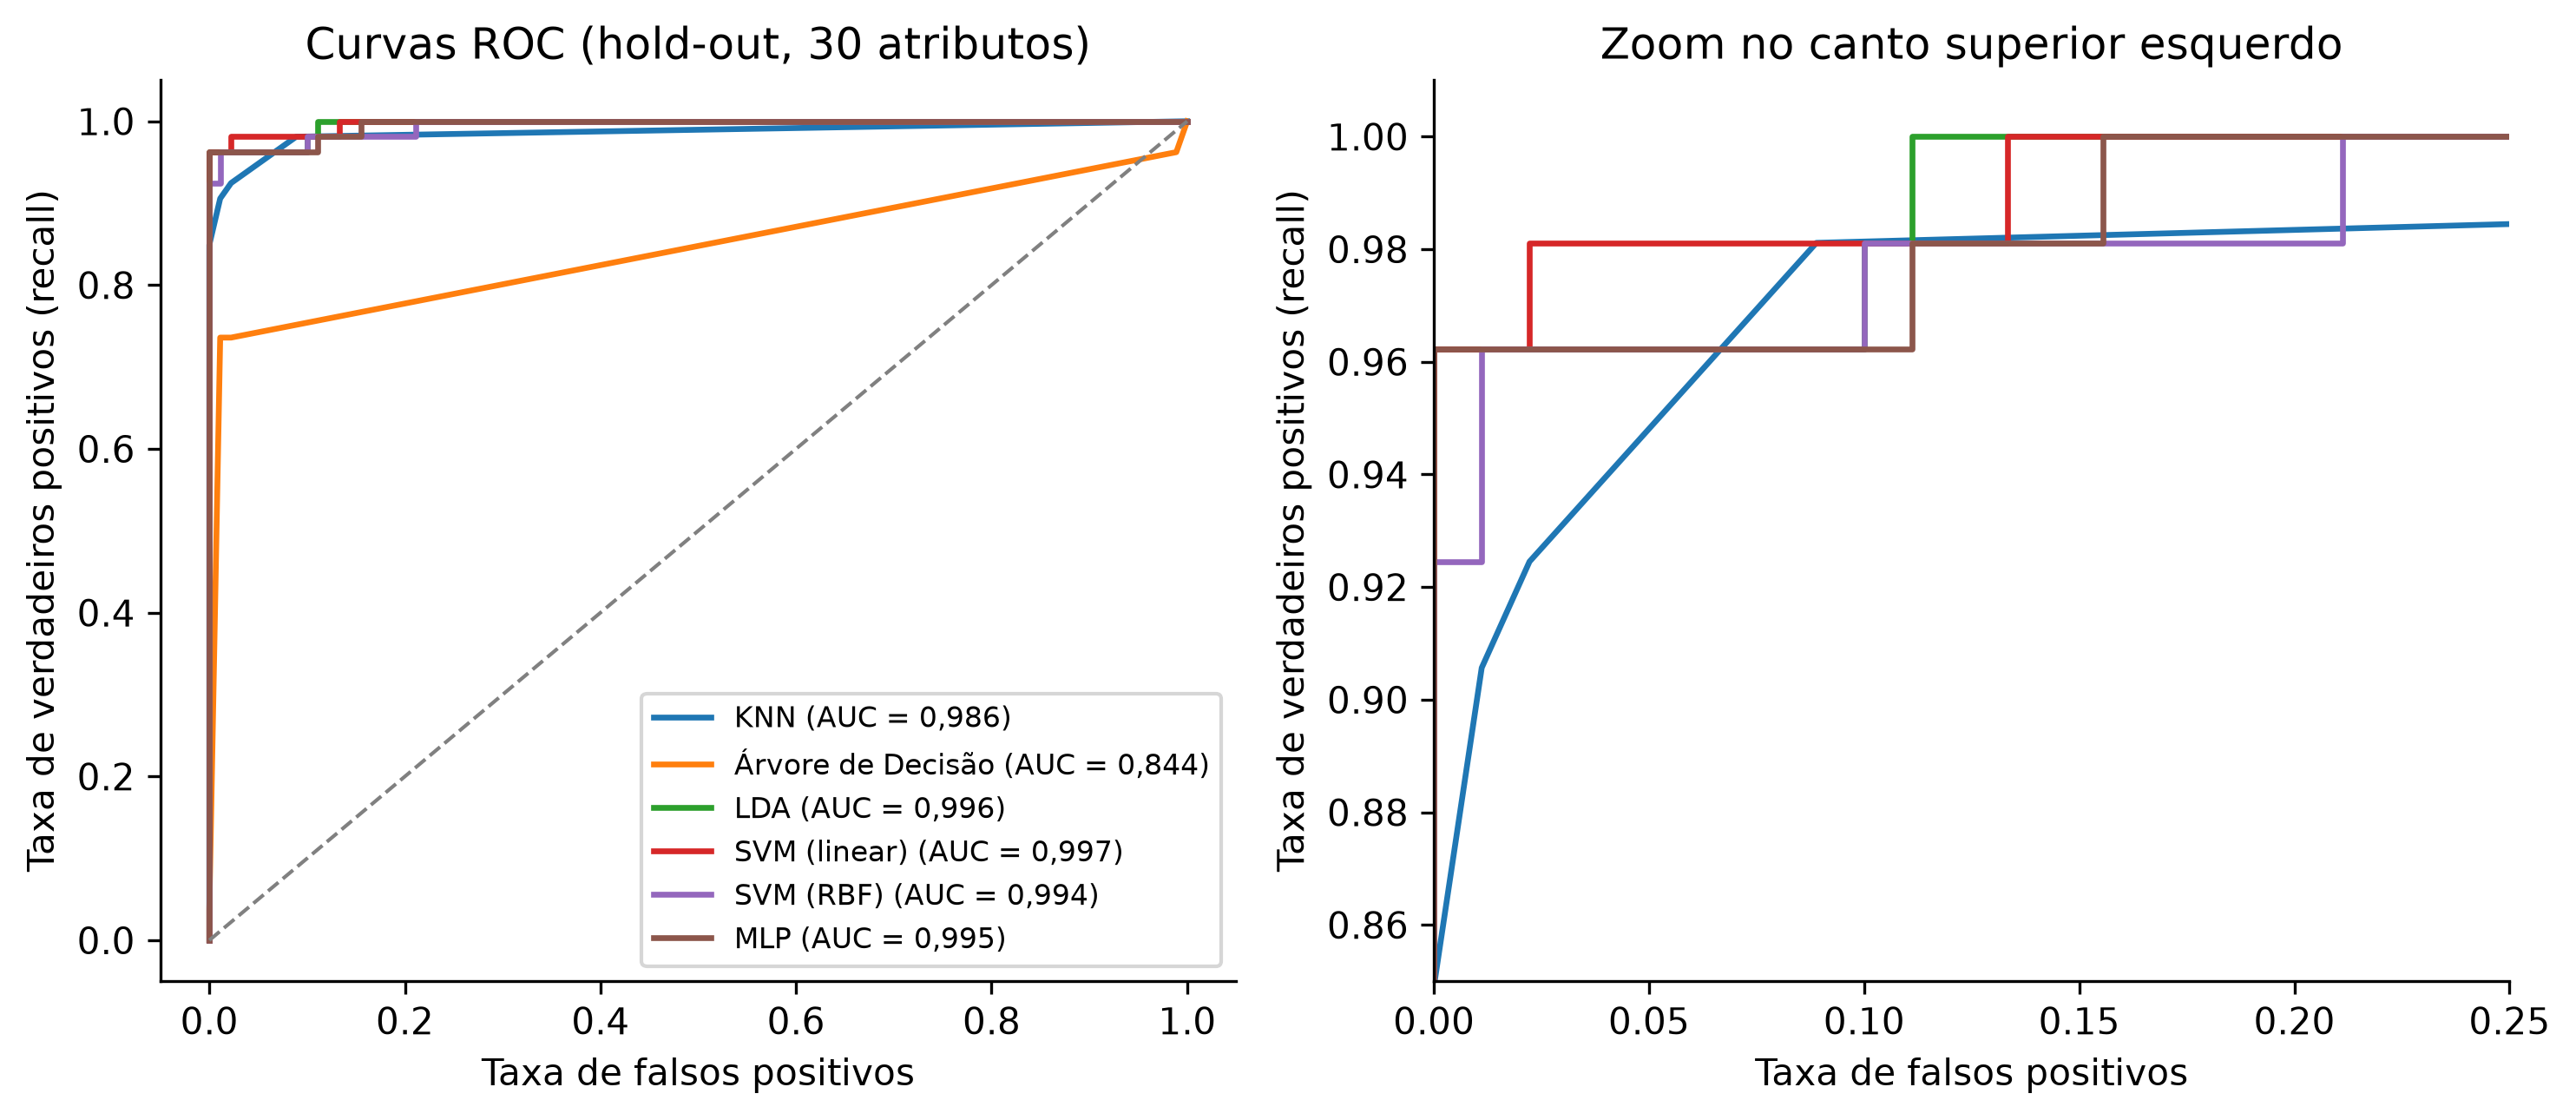 Curvas ROC (hold-out, 30 atributos)
Taxa de verdadeiros positivos (recall)
1.0
0.8
0.6
0.4
0.2
0.0
KNN (AUC = 0,986)
Árvore de Decisão (AUC = 0,844)
LDA (AUC = 0,996)
SVM (linear) (AUC = 0,997)
SVM (RBF) (AUC = 0,994)
MLP (AUC = 0,995)
0.0 0.2 0.4 0.6 0.8 1.0
Taxa de falsos positivos
Zoom no canto superior esquerdo
Taxa de verdadeiros positivos (recall)
1.00
0.98
0.96
0.94
0.92
0.90
0.88
0.86
0.00 0.05 0.10 0.15 0.20 0.25
Taxa de falsos positivos